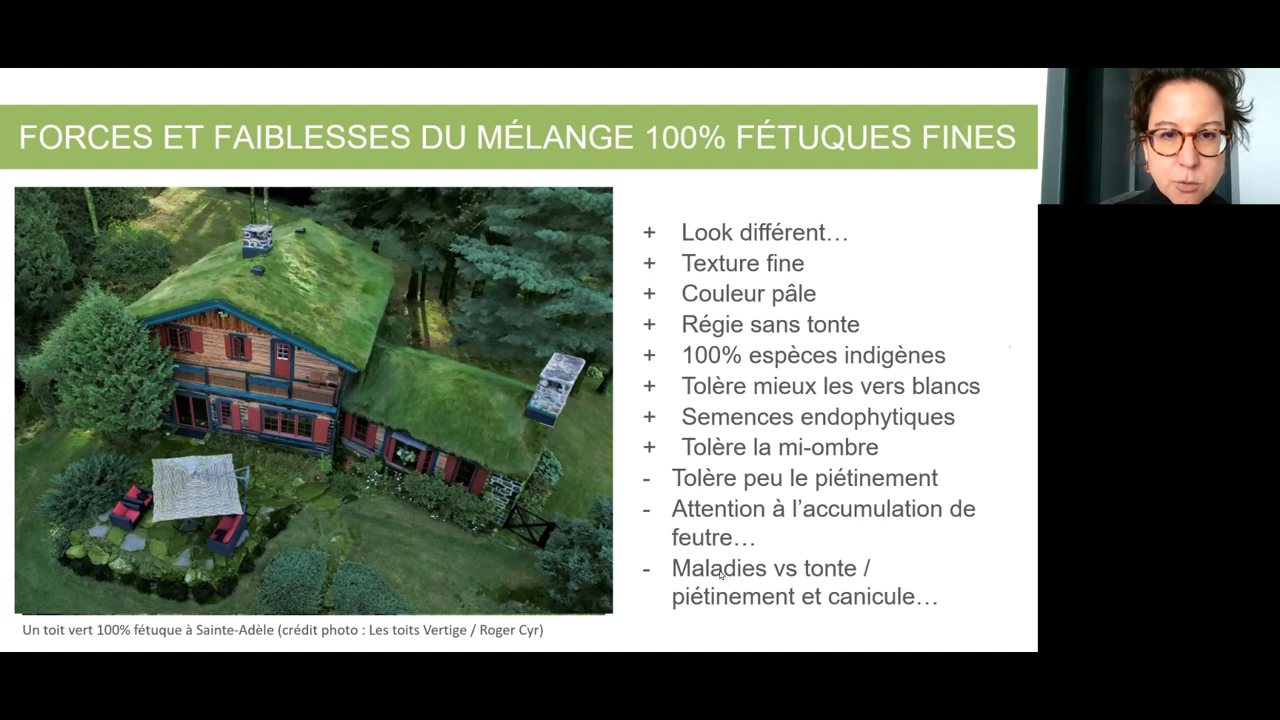 FORCES ET FAIBLESSES DU MÉLANGE 100% FÉTUQUES FINES
+ Look différent…
+ Texture fine
+ Couleur pâle
+ Régie sans tonte
+ 100% espèces indigènes
+ Tolère mieux les vers blancs
+ Semences endophytiques
+ Tolère la mi-ombre
- Tolère peu le piétinement
- Attention à l’accumulation de
feutre…
- Maladies vs tonte /
piétinement et canicule…
Un toit vert 100% fétuque à Sainte-Adèle (crédit photo : Les toits Vertige / Roger Cyr)